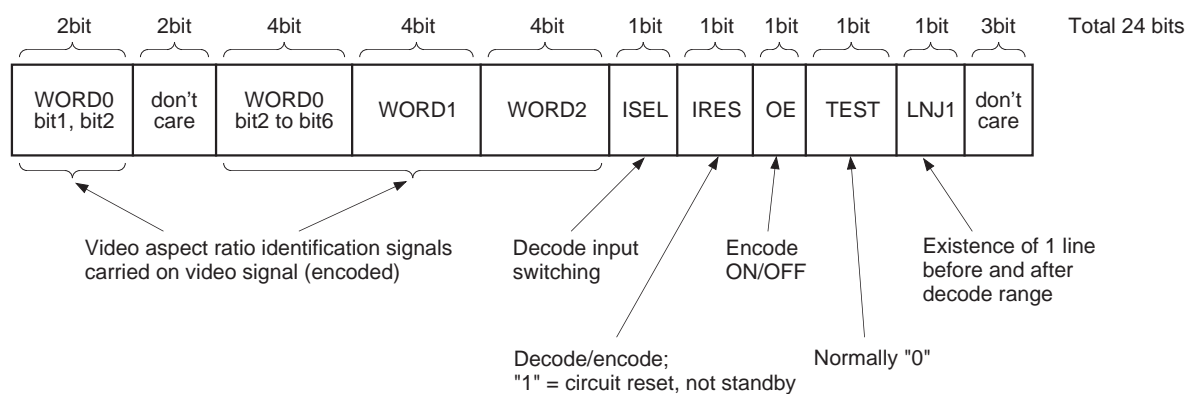 2bit 2bit 4bit 4bit 4bit 1bit 1bit 1bit 1bit 1bit 3bit Total 24 bits
WORD0
bit1, bit2
don't
care
WORD0
bit2 to bit6
WORD1
WORD2
ISEL
IRES
OE
TEST
LNJ1
don't
care
Video aspect ratio identification signals
carried on video signal (encoded)
Decode input
switching
Encode
ON/OFF
Existence of 1 line
before and after
decode range
Decode/encode;
"1" = circuit reset, not standby
Normally "0"